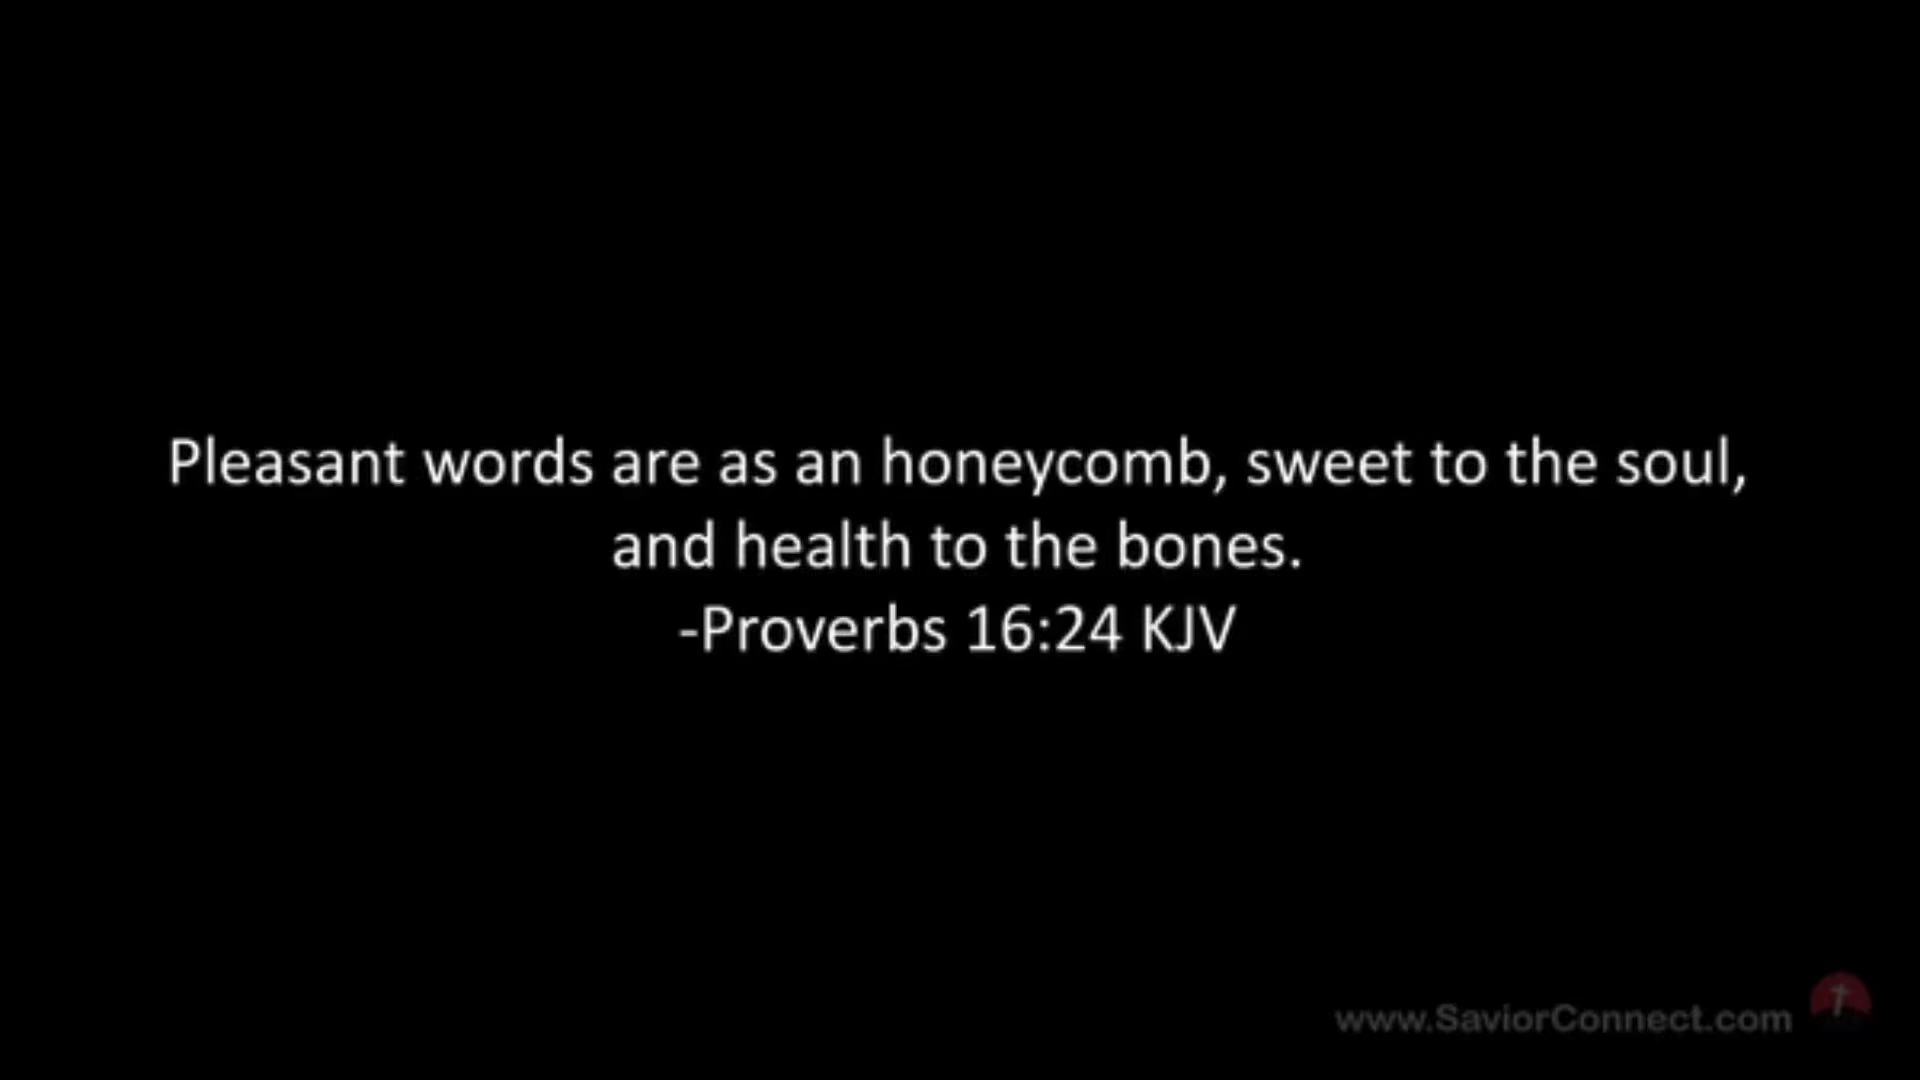 Pleasant words are as an honeycomb, sweet to the soul,
and health to the bones.
-Proverbs 16:24 KJV
www.SaviorConnect.com